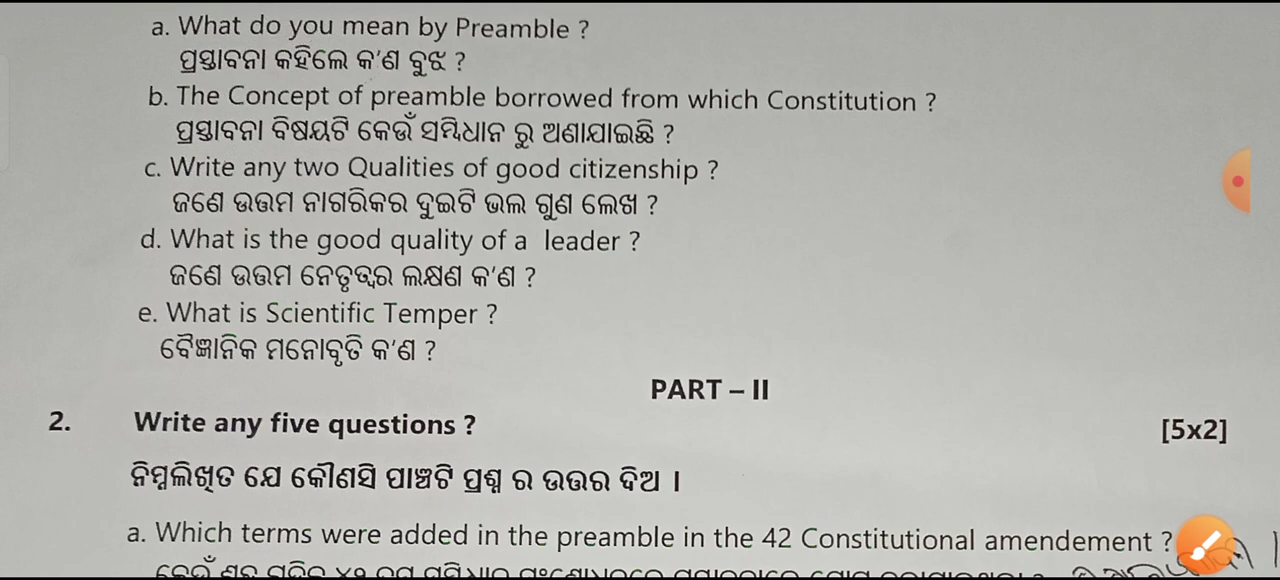 a. What do you mean by Preamble ?
ପ୍ରସ୍ତାବନା କହିଲେ କ'ଣ ବୁଝ ?
b. The Concept of preamble borrowed from which Constitution ?
ପ୍ରସ୍ତାବନା ବିଷୟଟି କେଉଁ ସମ୍ବିଧାନ ରୁ ଅଣାଯାଇଛି ?
c. Write any two Qualities of good citizenship ?
ଜଣେ ଉତ୍ତମ ନାଗରିକର ଦୁଇଟି ଭଲ ଗୁଣ ଲେଖ ?
d. What is the good quality of a leader ?
ଜଣେ ଉତ୍ତମ ନେତୃତ୍ୱର ଲକ୍ଷଣ କ'ଣ ?
e. What is Scientific Temper ?
ବୈଜ୍ଞାନିକ ମନୋବୃତି କ'ଣ ?
PART – II
2. Write any five questions ? [5x2]
ନିମ୍ନଲିଖିତ ଯେ କୌଣସି ପାଞ୍ଚଟି ପ୍ରଶ୍ନ ର ଉତ୍ତର ଦିଅ ।
a. Which terms were added in the preamble in the 42 Constitutional amendement ?